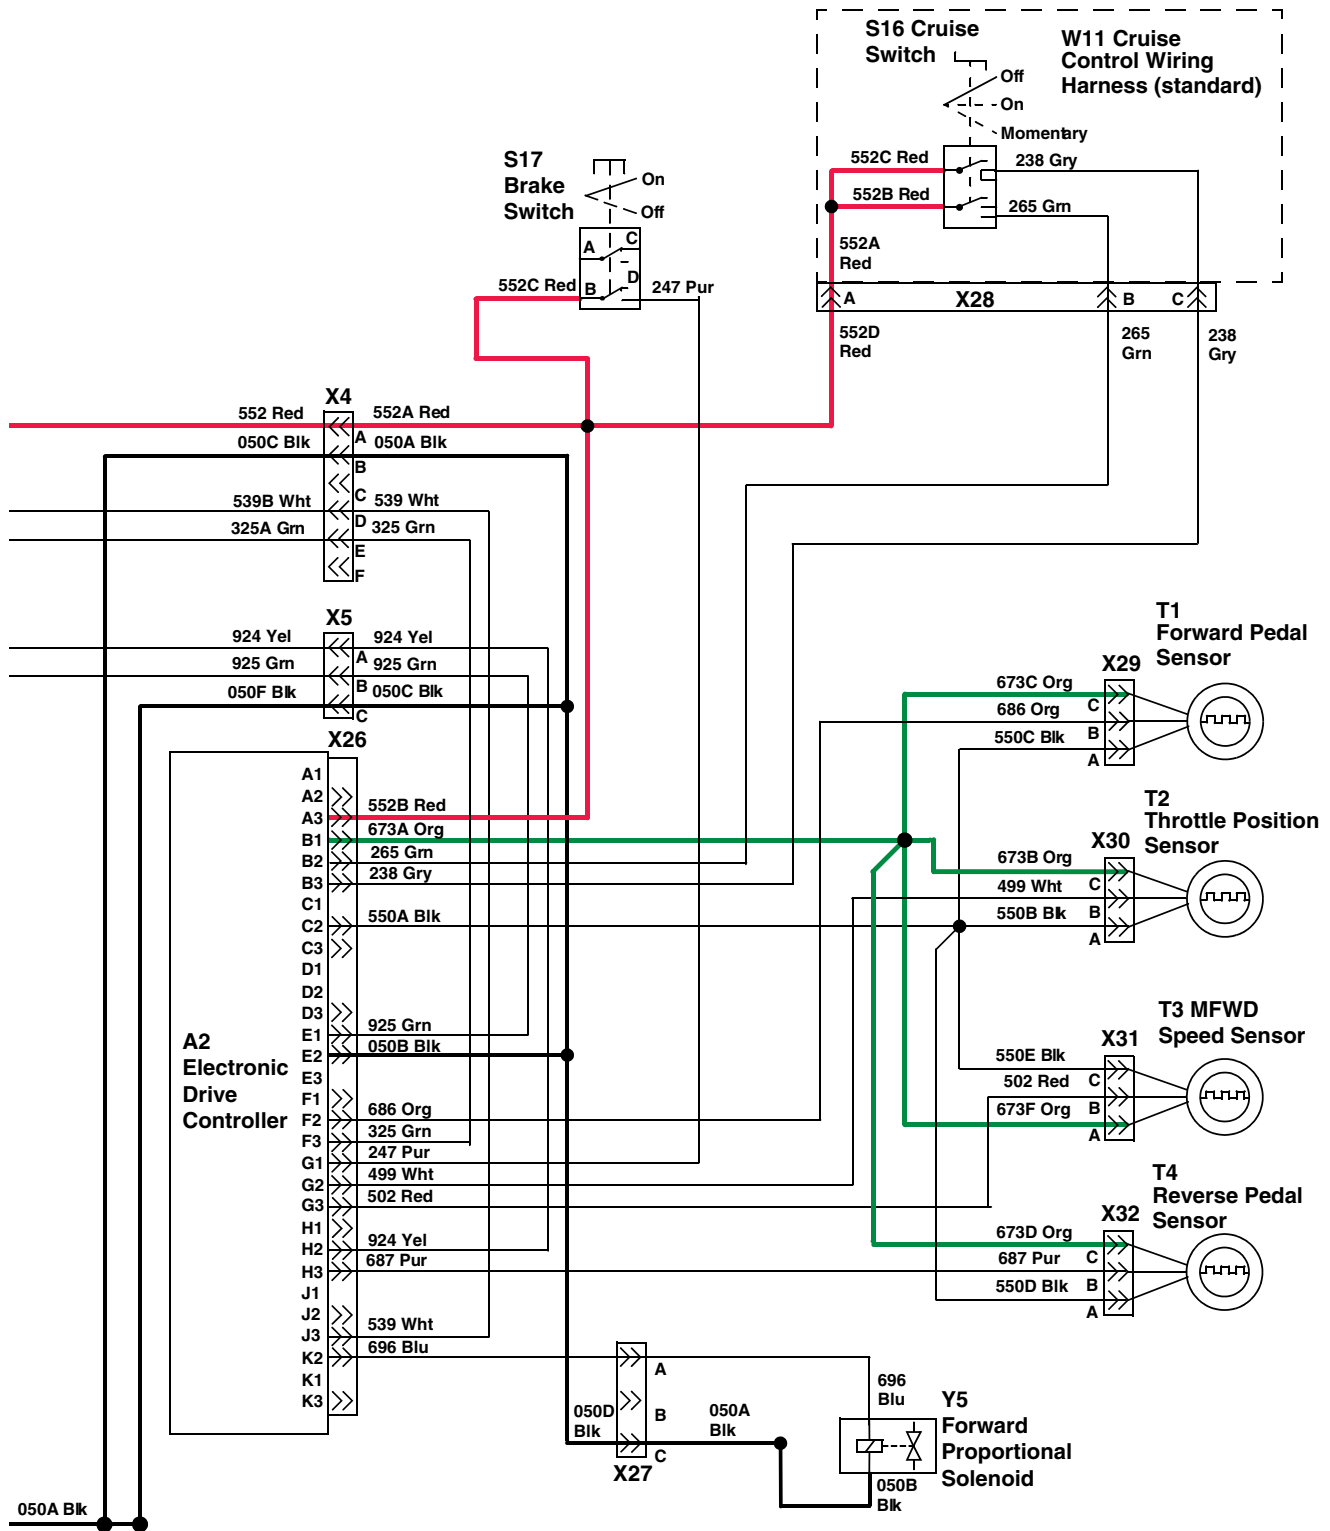 S16 Cruise
Switch
W11 Cruise
Control Wiring
Harness (standard)
Off
On
Momentary
552C Red
238 Gry
552B Red
265 Grn
552A
Red
A
X28
B
C
552D
Red
265
Grn
238
Gry
S17
Brake
Switch
On
Off
A
C
B
D
552C Red
247 Pur
X4
552 Red
552A Red
A
050C Blk
050A Blk
B
C
539B Wht
539 Wht
D
325A Grn
325 Grn
E
F
X5
924 Yel
924 Yel
A
925 Grn
925 Grn
B
050F Blk
050C Blk
C
X26
A2
Electronic
Drive
Controller
A1
A2
A3
552B Red
B1
673A Org
B2
265 Grn
B3
238 Gry
C1
C2
550A Blk
C3
D1
D2
D3
E1
925 Grn
E2
050B Blk
E3
F1
F2
686 Org
F3
325 Grn
G1
247 Pur
G2
499 Wht
G3
502 Red
H1
H2
924 Yel
H3
687 Pur
J1
J2
J3
539 Wht
K2
696 Blu
K1
K3
T1
Forward Pedal
Sensor
X29
673C Org
C
686 Org
B
550C Blk
A
T2
Throttle Position
Sensor
X30
673B Org
C
499 Wht
B
550B Blk
A
T3 MFWD
Speed Sensor
X31
550E Blk
C
502 Red
B
673F Org
A
T4
Reverse Pedal
Sensor
X32
673D Org
C
687 Pur
B
550D Blk
A
A
B
C
X27
050D
Blk
050A
Blk
696
Blu
050B
Blk
Y5
Forward
Proportional
Solenoid
050A Blk